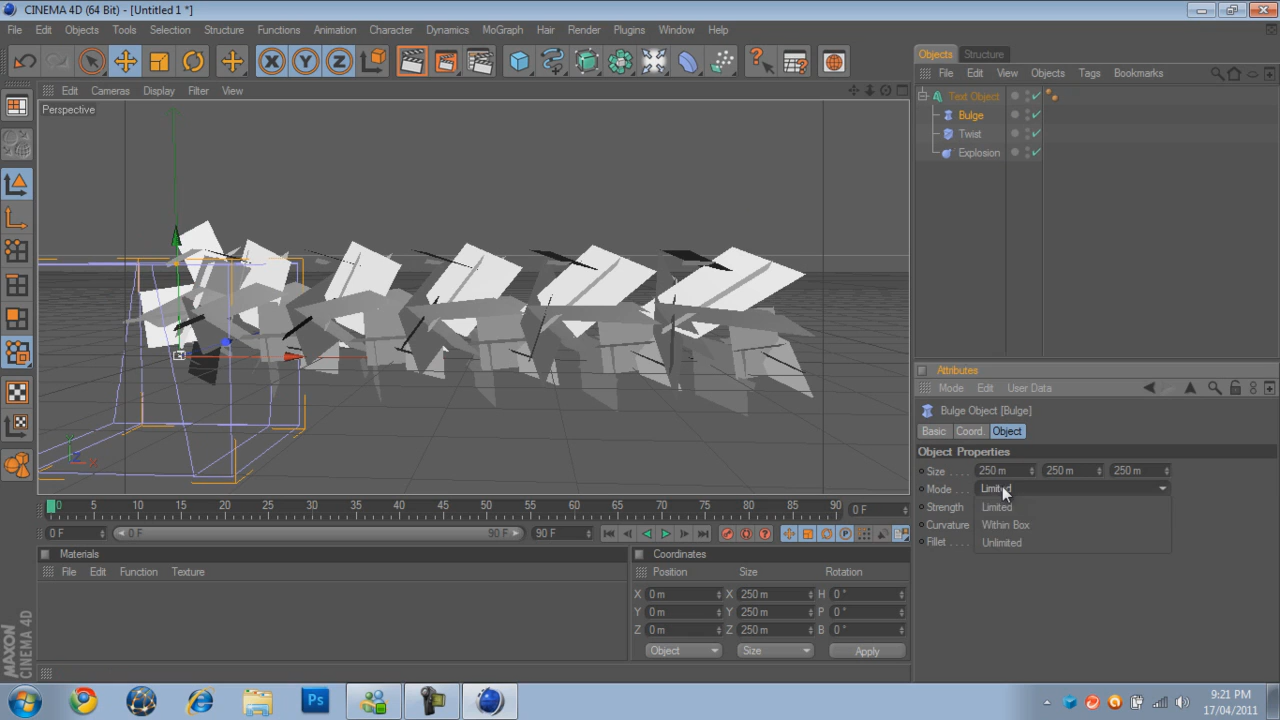 CINEMA 4D (64 Bit) - [Untitled 1 *]
File Edit Objects Tools Selection Structure Functions Animation Character Dynamics MoGraph Hair Render Plugins Window Help
X Y Z
Objects Structure
File Edit View Objects Tags Bookmarks
Edit Cameras Display Filter View
Perspective
Text Object
Bulge
Twist
Explosion
Attributes
Mode Edit User Data
Bulge Object [Bulge]
Basic Coord. Object
Object Properties
Size . . . . 250 m 250 m 250 m
Mode . . . Limited
Strength Limited
Curvature Within Box
Fillet . . . . Unlimited
0 5 10 15 20 25 30 35 40 45 50 55 60 65 70 75 80 85 90 0 F
0 F 0 F 90 F 90 F
Materials
File Edit Function Texture
Coordinates
Position Size Rotation
X 0 m X 250 m H 0 °
Y 0 m Y 250 m P 0 °
Z 0 m Z 250 m B 0 °
Object Size Apply
MAXON
CINEMA 4D
Ps
9:21 PM
17/04/2011